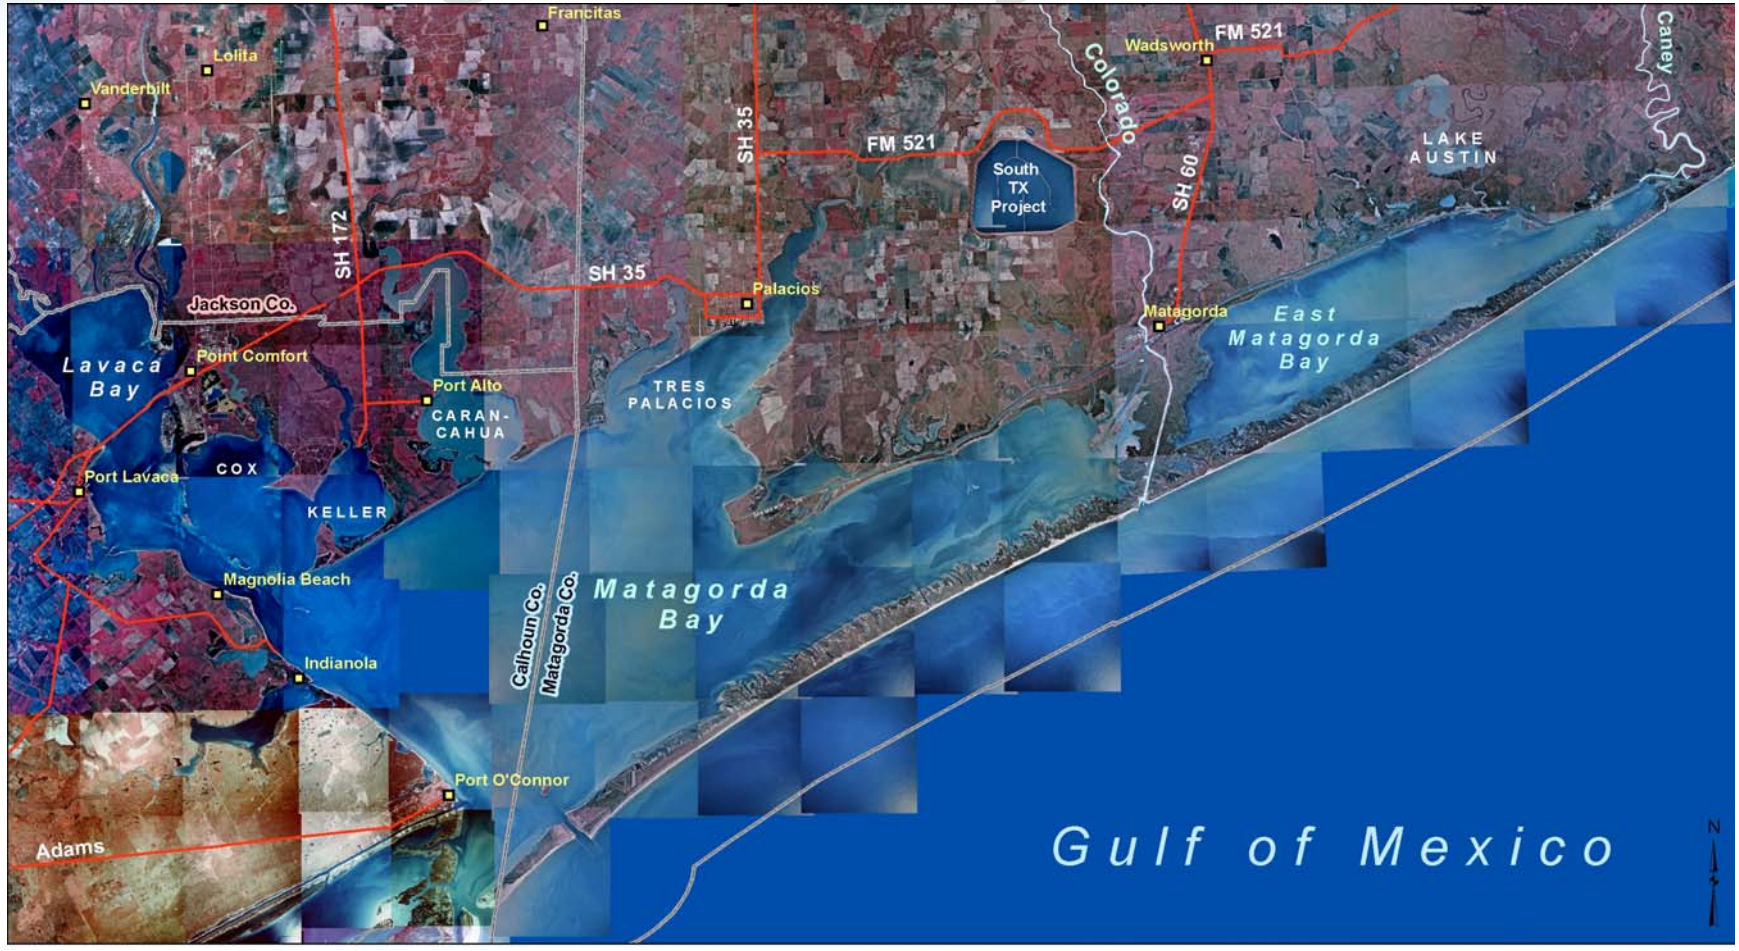 Francitas
Lolita
Vanderbilt
SH 172
SH 35
Colorado
Wadsworth
FM 521
Caney
FM 521
South
TX
Project
SH 60
LAKE
AUSTIN
Jackson Co.
SH 35
Palacios
Matagorda
East
Matagorda
Bay
Lavaca
Bay
Point Comfort
Port Alto
CARAN-
CAHUA
TRES
PALACIOS
Port Lavaca
COX
KELLER
Magnolia Beach
Calhoun Co.
Matagorda Co.
Matagorda
Bay
Indianola
Port O'Connor
Adams
Gulf of Mexico
N